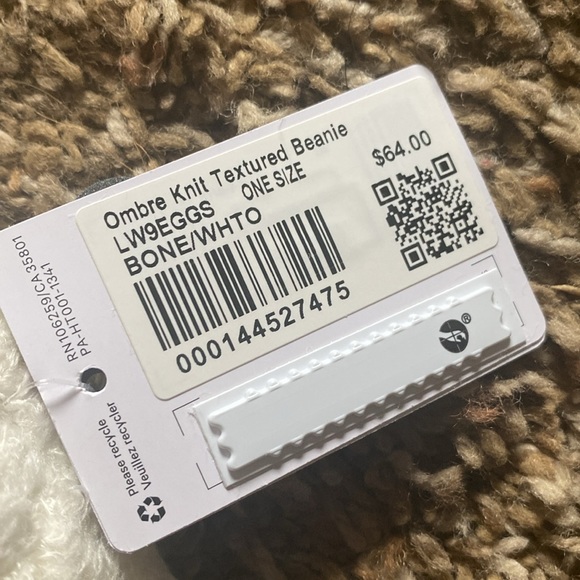 Ombre Knit Textured Beanie
LW9EGGS ONE SIZE
BONE/WHTO
$64.00
000144527475
RN106259/CA35801
PA-HT001-1341
Please recycle
Veuillez recycler
®